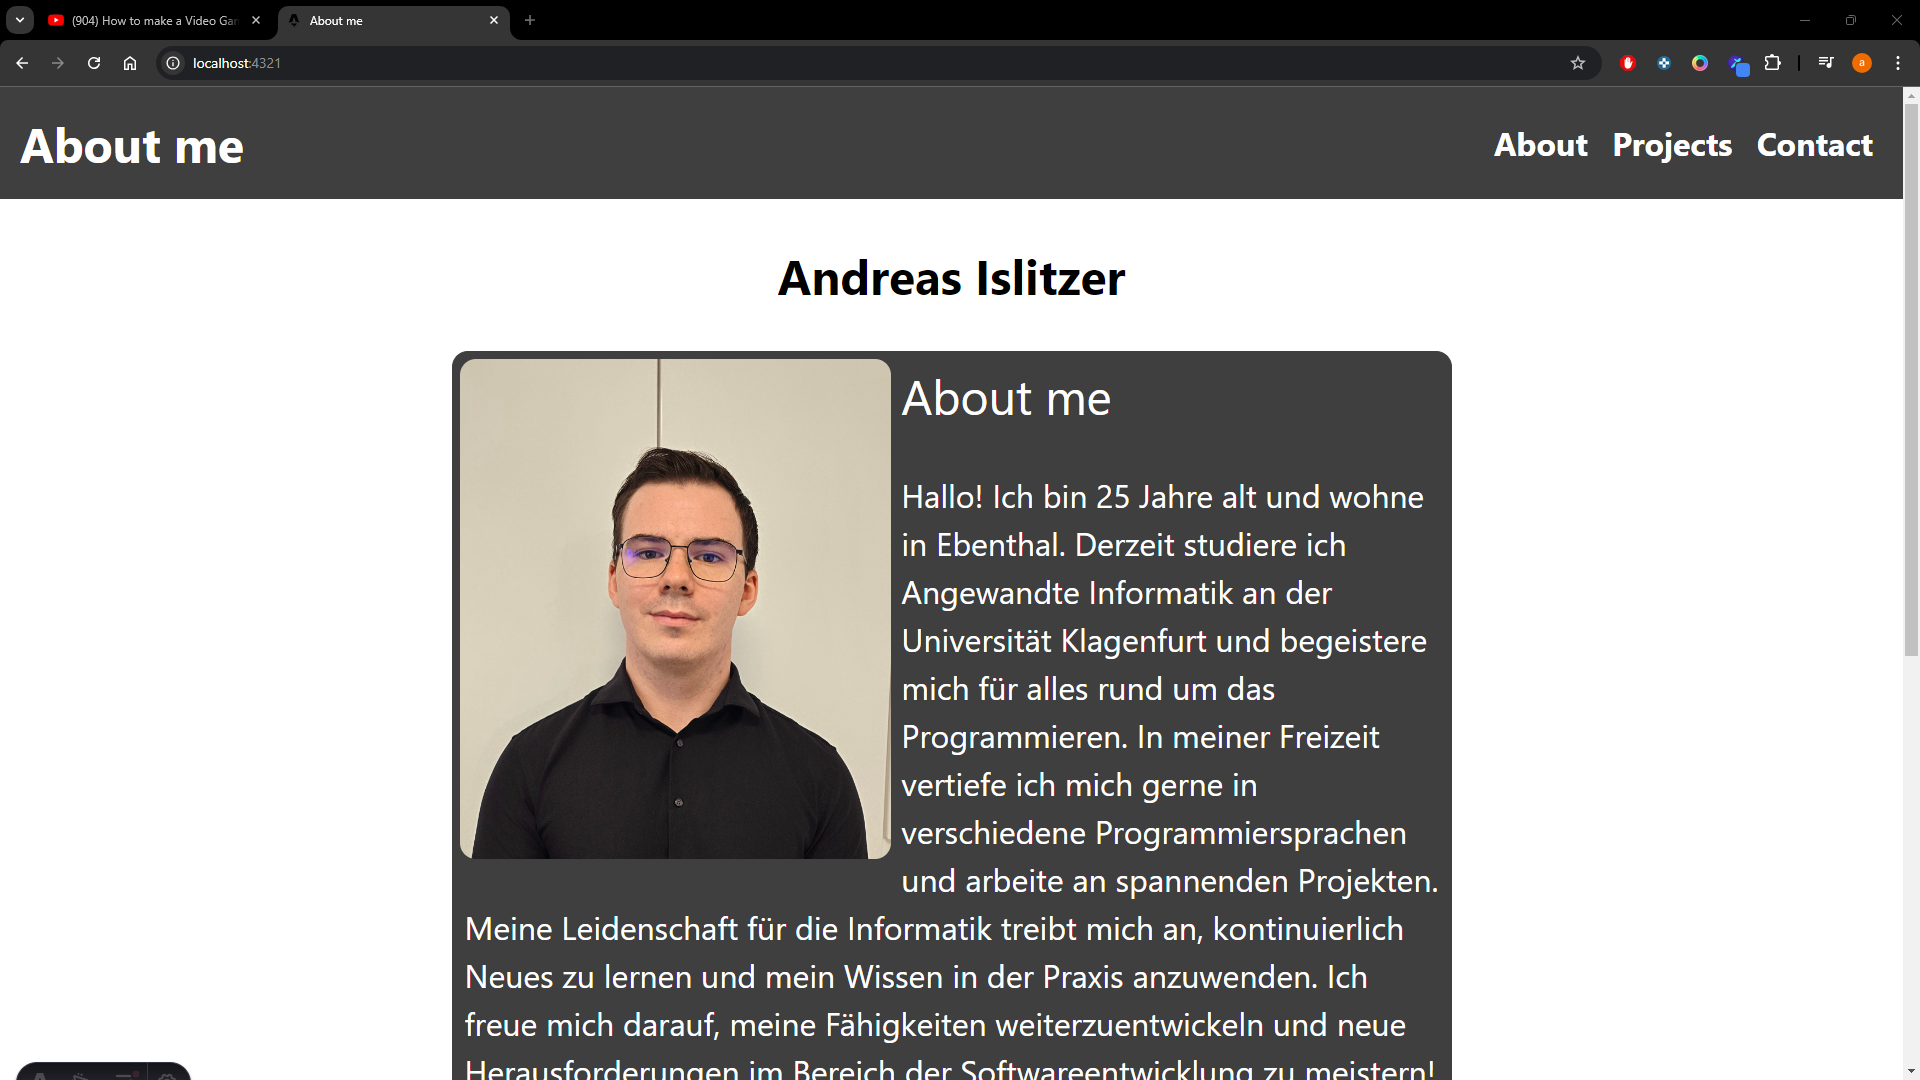 (904) How to make a Video Gar
About me
localhost:4321
a
About me
About Projects Contact
Andreas Islitzer
About me
Hallo! Ich bin 25 Jahre alt und wohne
in Ebenthal. Derzeit studiere ich
Angewandte Informatik an der
Universität Klagenfurt und begeistere
mich für alles rund um das
Programmieren. In meiner Freizeit
vertiefe ich mich gerne in
verschiedene Programmiersprachen
und arbeite an spannenden Projekten.
Meine Leidenschaft für die Informatik treibt mich an, kontinuierlich
Neues zu lernen und mein Wissen in der Praxis anzuwenden. Ich
freue mich darauf, meine Fähigkeiten weiterzuentwickeln und neue
Herausforderungen im Bereich der Softwareentwicklung zu meistern!